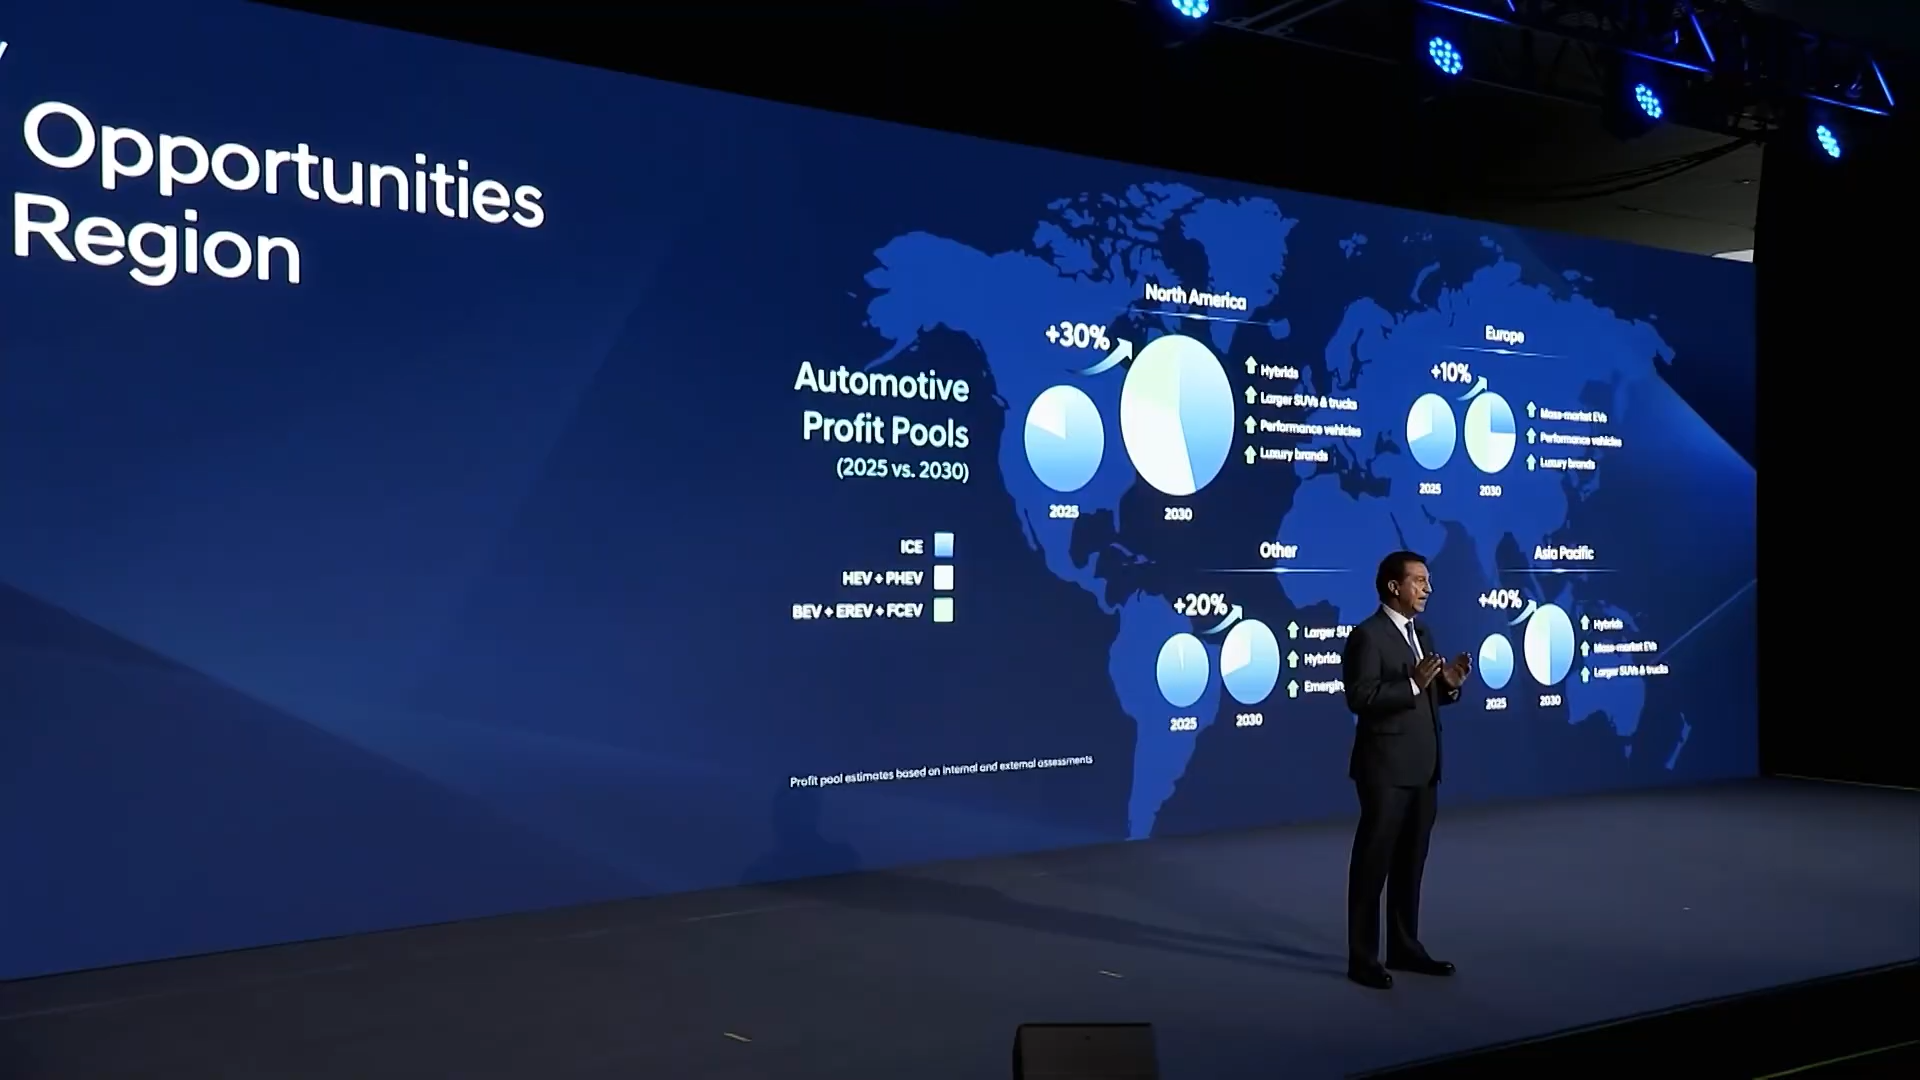 Opportunities
Region
Automotive
Profit Pools
(2025 vs. 2030)
ICE
HEV + PHEV
BEV + EREV + FCEV
North America
+30%
2025
2030
Hybrids
Larger SUVs & trucks
Performance vehicles
Luxury brands
Europe
+10%
2025
2030
Mass-market EVs
Performance vehicles
Luxury brands
Other
+20%
2025
2030
Larger
Hybrids
Asia Pacific
+40%
2025
2030
Hybrids
Mass-market EVs
Larger SUVs & trucks
Profit pool estimates based on internal and external assessments